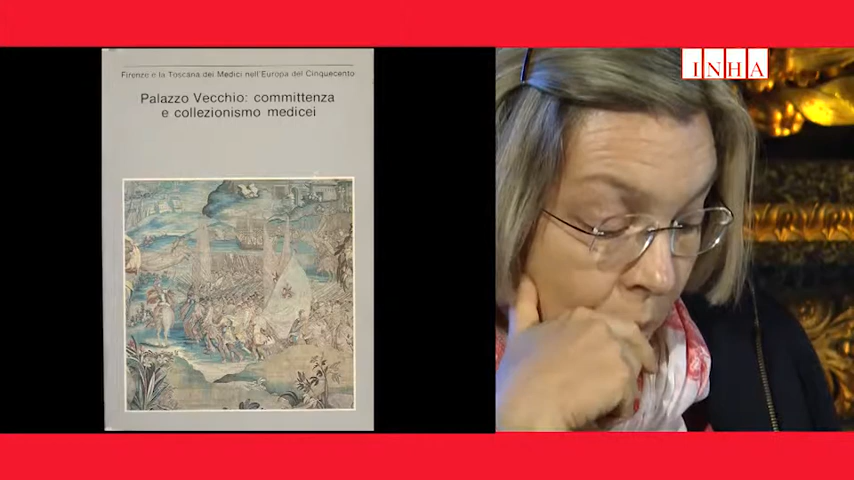 Firenze e la Toscana dei Medici nell'Europa del Cinquecento
Palazzo Vecchio: committenza
e collezionismo medicei
INHA